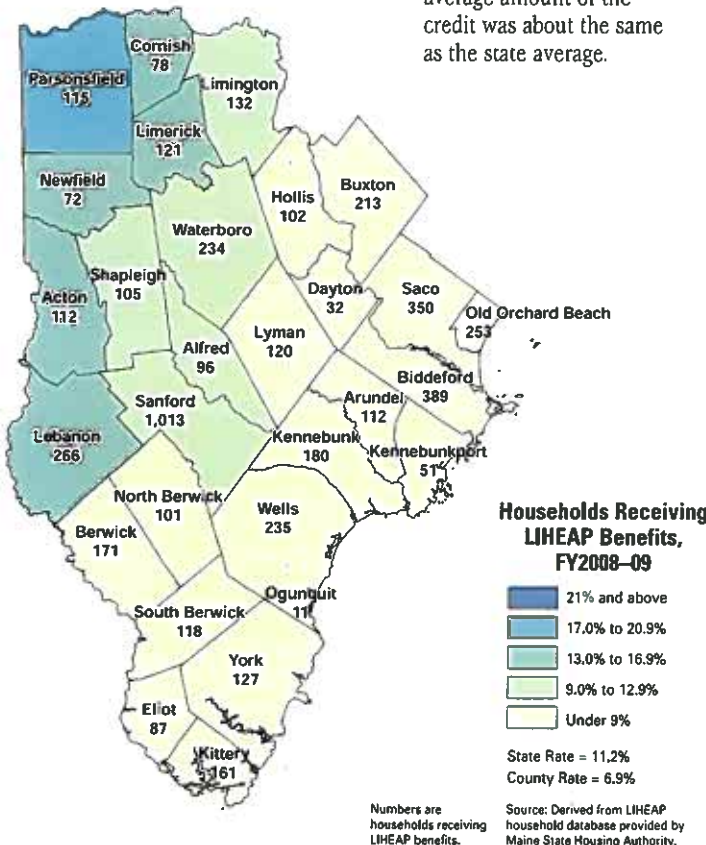 average amount of the
credit was about the same
as the state average.
Cornish
78
Parsonsfield
115
Limington
132
Limerick
121
Newfield
72
Hollis
102
Buxton
213
Waterboro
234
Shapleigh
105
Acton
112
Dayton
32
Saco
350
Old Orchard Beach
253
Lyman
120
Alfred
96
Biddeford
389
Arundel
112
Sanford
1,013
Kennebunk
180
Kennebunkport
51
Lebanon
266
North Berwick
101
Wells
235
Berwick
171
Ogunquit
11
South Berwick
118
York
127
Eliot
87
Kittery
161
Households Receiving
LIHEAP Benefits,
FY2008–09
21% and above
17.0% to 20.9%
13.0% to 16.9%
9.0% to 12.9%
Under 9%
State Rate = 11.2%
County Rate = 6.9%
Numbers are
households receiving
LIHEAP benefits.
Source: Derived from LIHEAP
household database provided by
Maine State Housing Authority.